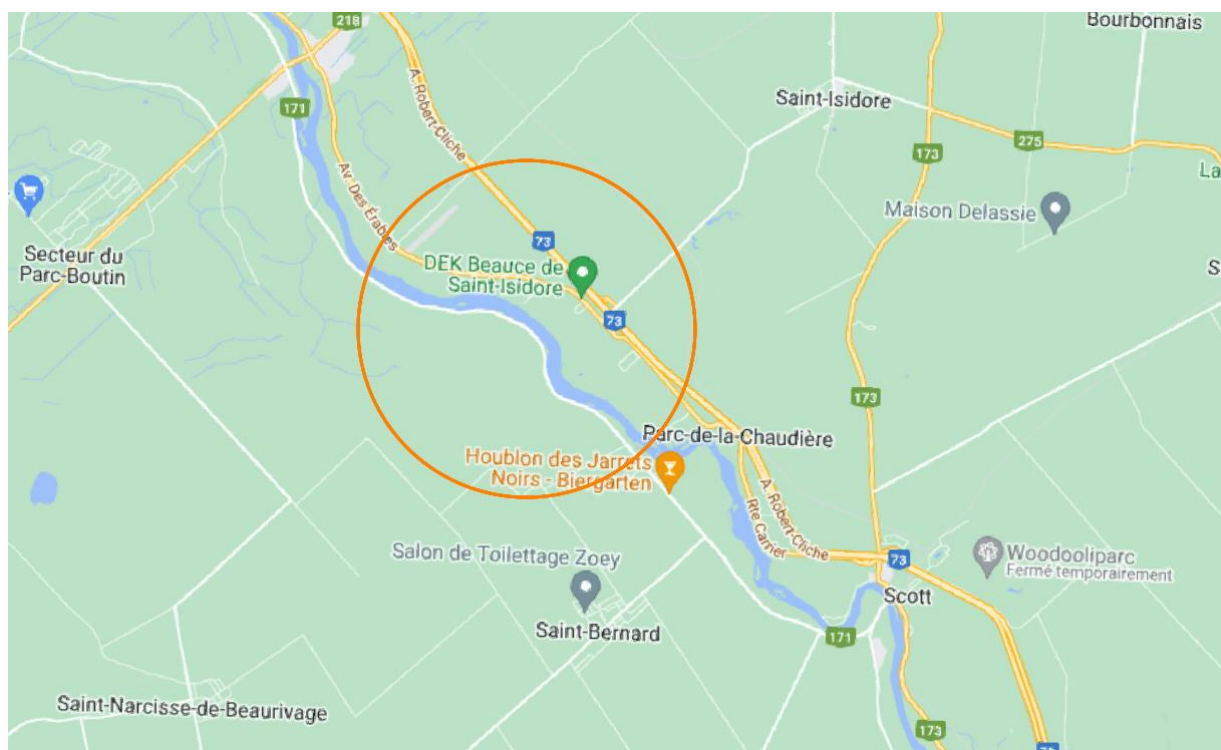 Bourbonnais
218
A. Robert-Cliche
Saint-Isidore
171
275
173
Av. Des Érables
La
Maison Delassie
Secteur du
Parc-Boutin
73
DEK Beauce de
Saint-Isidore
S
73
173
Parc-de-la-Chaudière
Houblon des Jarrets
Noirs - Biergarten
A. Robert-Cliche
Rte Carrier
Salon de Toilettage Zoey
73
Woodooliparc
Fermé temporairement
Scott
Saint-Bernard
171
Saint-Narcisse-de-Beaurivage
173